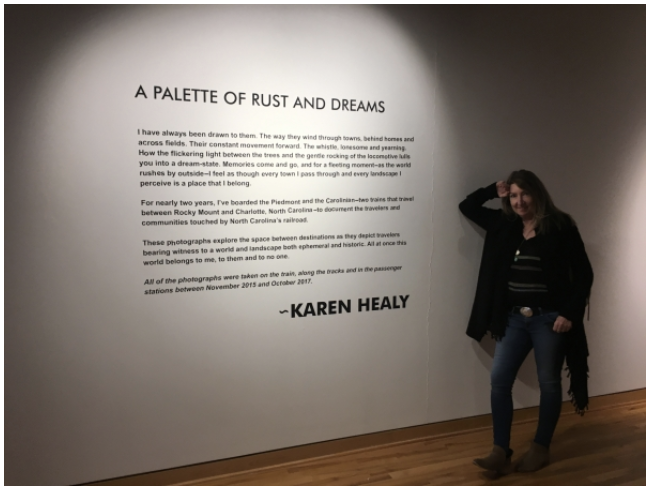 A PALETTE OF RUST AND DREAMS
I have always been drawn to them. The way they wind through towns, behind homes and
across fields. Their constant movement forward. The whistle, lonesome and yearning.
How the flickering light between the trees and the gentle rocking of the locomotive lulls
you into a dream-state. Memories come and go, and for a fleeting moment–as the world
rushes by outside–I feel as though every town I pass through and every landscape I
perceive is a place that I belong.
For nearly two years, I've boarded the Piedmont and the Carolinian–two trains that travel
between Rocky Mount and Charlotte, North Carolina–to document the travelers and
communities touched by North Carolina's railroad.
These photographs explore the space between destinations as they depict travelers
bearing witness to a world and landscape both ephemeral and historic. All at once this
world belongs to me, to them and to no one.
All of the photographs were taken on the train, along the tracks and in the passenger
stations between November 2015 and October 2017.
~KAREN HEALY